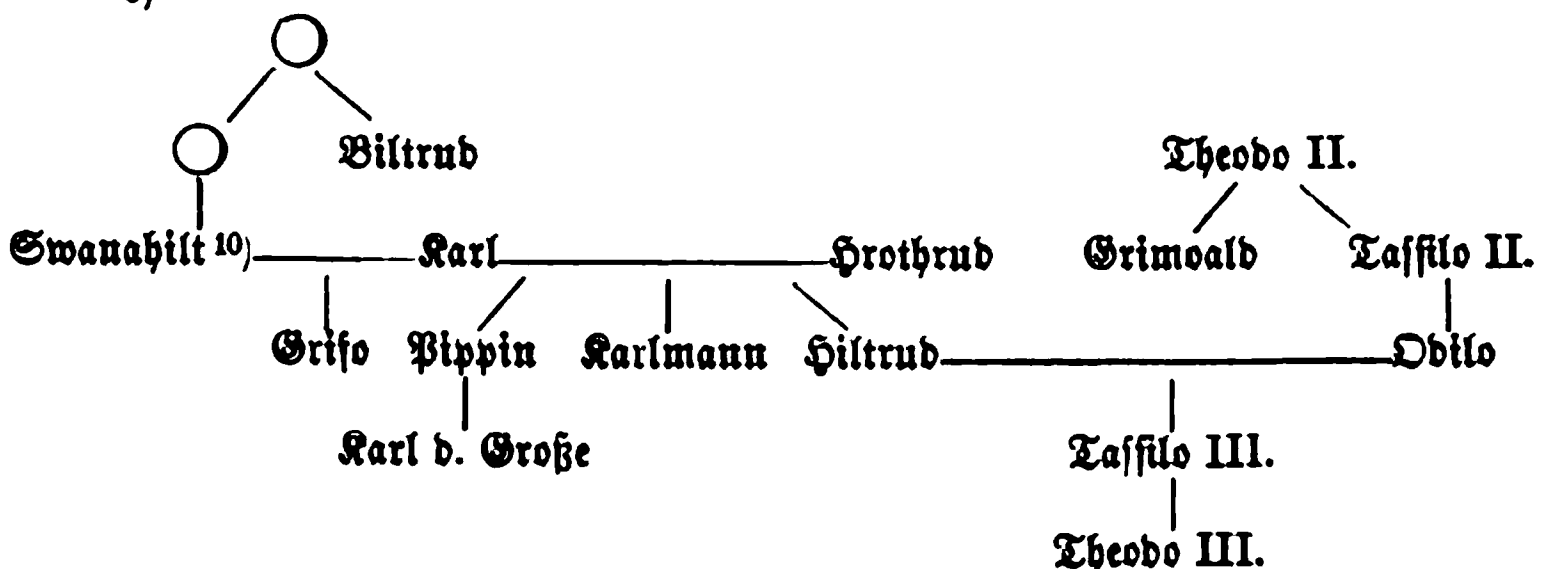 Biltrud Theodo II.
Swanahilt 10) Karl Hrothrud Grimoald Tassilo II.
Grifo Pippin Karlmann Hiltrud Odilo
Karl d. Große Tassilo III.
Theodo III.